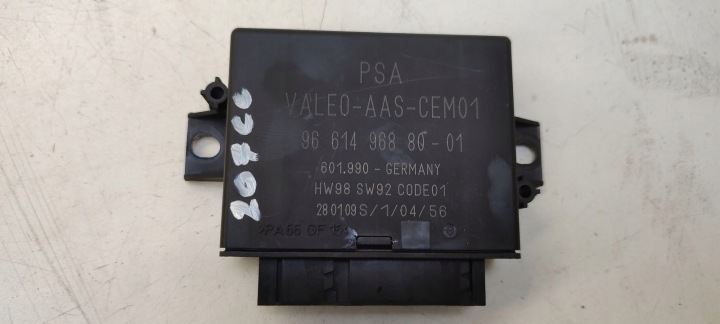 PSA
VALEO-AAS-CEM01
96 614 968 80-01
601.990 - GERMANY
HW98 SW92 CODE01
280109S/1/04/56
208CC